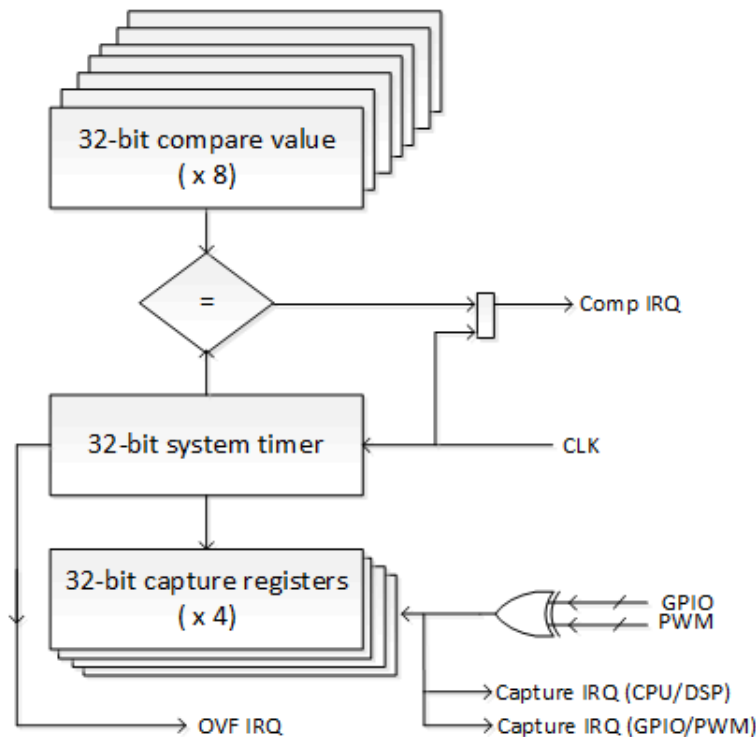 32-bit compare value
( x 8)
=
Comp IRQ
32-bit system timer
CLK
32-bit capture registers
( x 4)
GPIO
PWM
Capture IRQ (CPU/DSP)
OVF IRQ
Capture IRQ (GPIO/PWM)